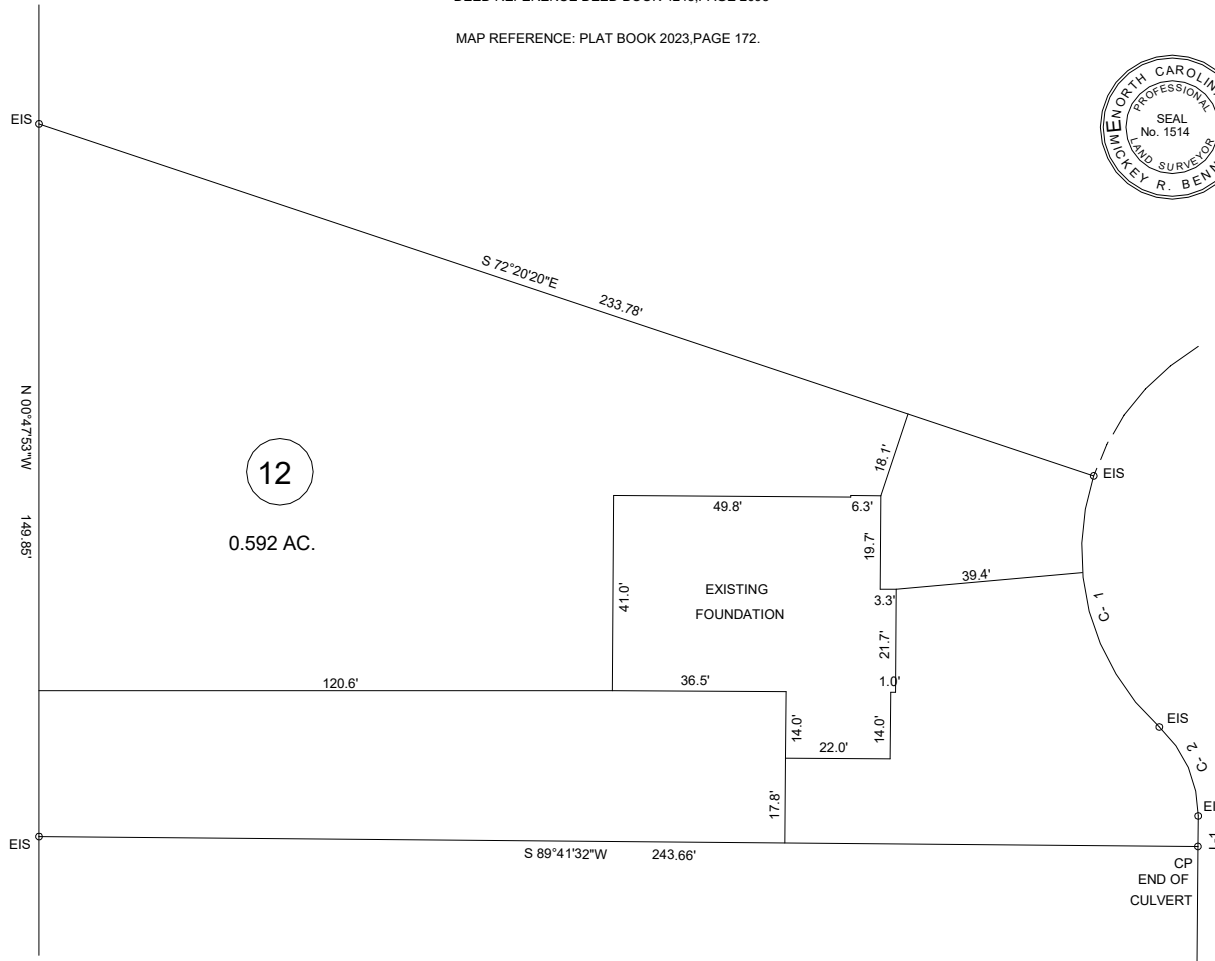 MAP REFERENCE: PLAT BOOK 2023,PAGE 172.
NORTH CAROLIN
PROFESSIONAL
SEAL
No. 1514
LAND SURVEYOR
MICKEY R. BENN
EIS
S 72°20'20"E 233.78'
N 00°47'53"W 149.85'
12
0.592 AC.
18.1'
EIS
49.8'
6.3'
19.7'
39.4'
41.0'
EXISTING
FOUNDATION
3.3'
C- 1
21.7'
120.6'
36.5'
1.0'
14.0'
14.0'
EIS
22.0'
C- 2
17.8'
EI
EIS
S 89°41'32"W 243.66'
CP
END OF
CULVERT